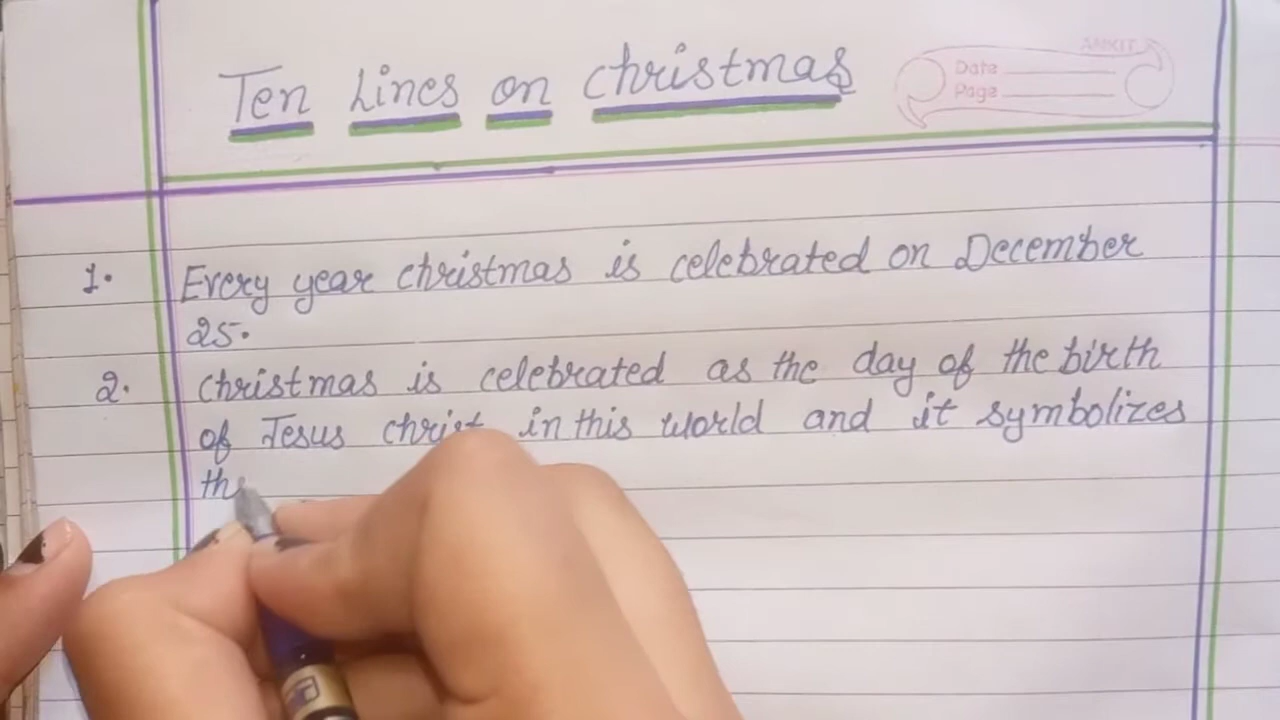 Ten Lines on christmas
AMKIT
Date
Page
1. Every year christmas is celebrated on December
25.
2. christmas is celebrated as the day of the birth
of Jesus christ in this world and it symbolizes